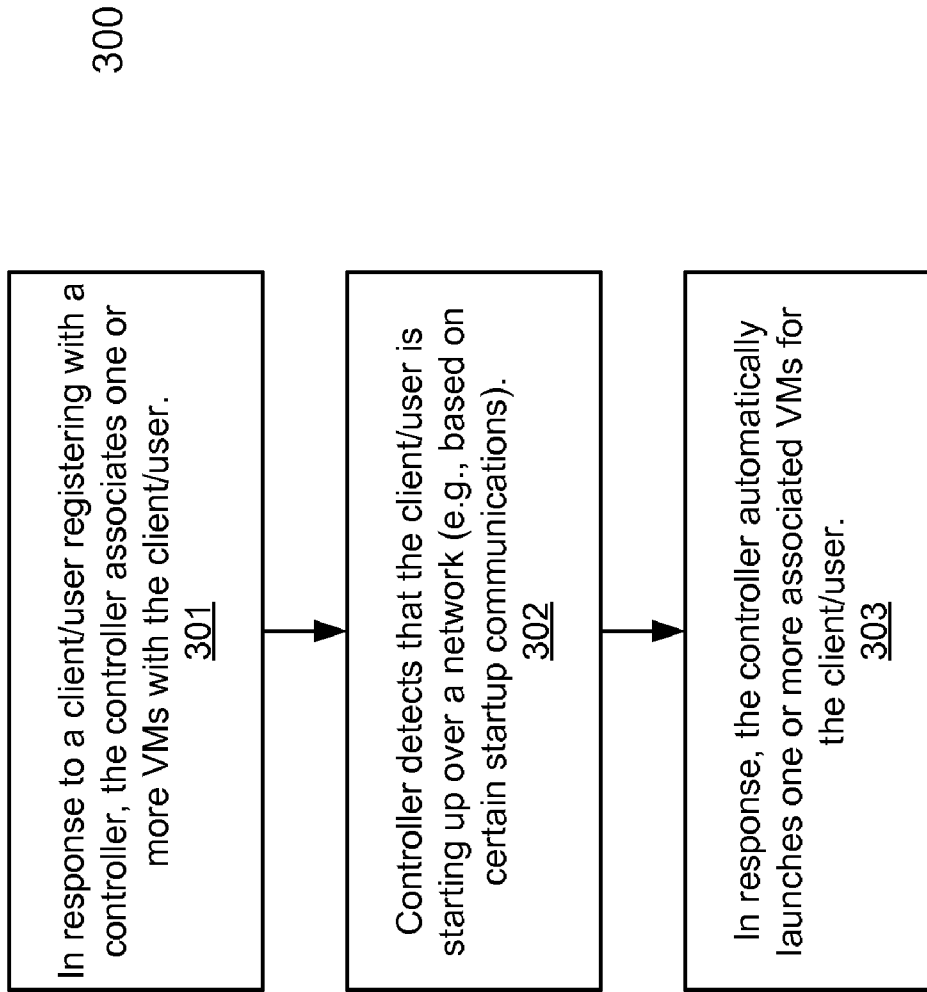 300
In response to a client/user registering with a
controller, the controller associates one or
more VMs with the client/user.
301
Controller detects that the client/user is
starting up over a network (e.g., based on
certain startup communications).
302
In response, the controller automatically
launches one or more associated VMs for
the client/user.
303